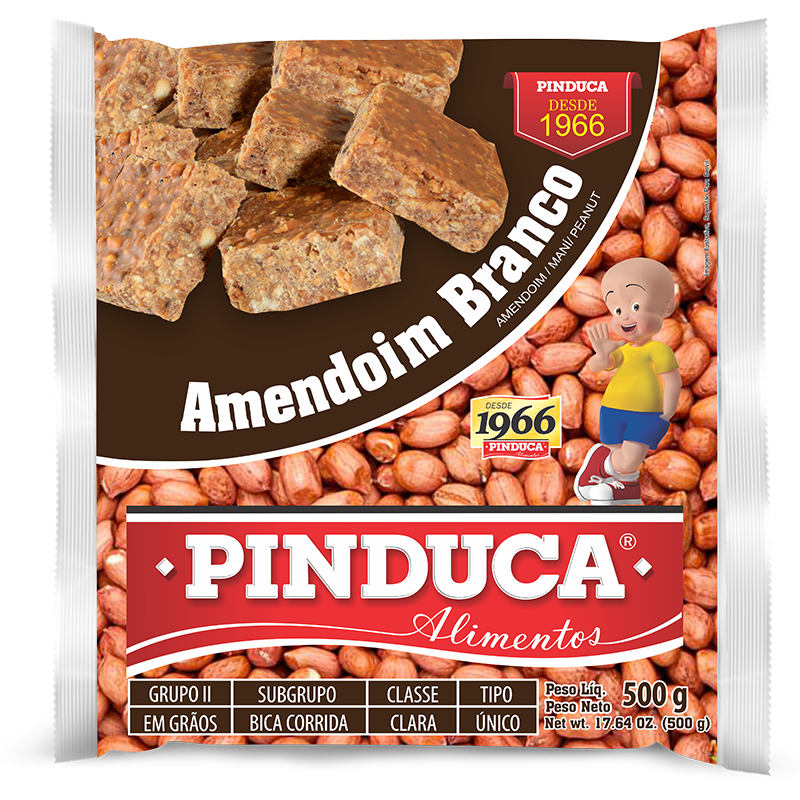 PINDUCA
DESDE
1966
Amendoim Branco
AMENDOIM / MANÍ / PEANUT
DESDE
1966
PINDUCA
Alimentos
PINDUCA®
Alimentos
GRUPO II SUBGRUPO CLASSE TIPO
EM GRÃOS BICA CORRIDA CLARA ÚNICO
Peso Líq. 500 g
Peso Neto
Net wt. 17.64 OZ. (500 g)